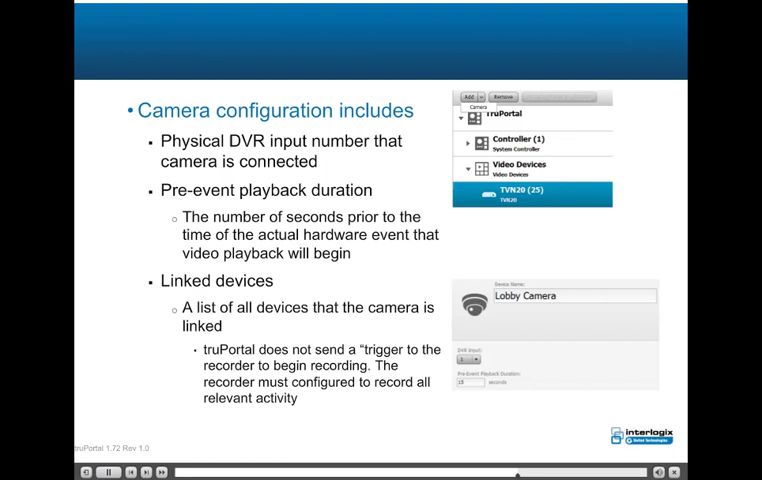 • Camera configuration includes
▪ Physical DVR input number that
camera is connected
▪ Pre-event playback duration
○ The number of seconds prior to the
time of the actual hardware event that
video playback will begin
▪ Linked devices
○ A list of all devices that the camera is
linked
• truPortal does not send a “trigger to the
recorder to begin recording. The
recorder must configured to record all
relevant activity
Add Remove
Camera
TruPortal
Controller (1)
System Controller
Video Devices
Video Devices
TVN20 (25)
TVN20
Device Name:
Lobby Camera
DVR Input:
1
Pre-Event Playback Duration:
15 seconds
interlogix
United Technologies
truPortal 1.72 Rev 1.0